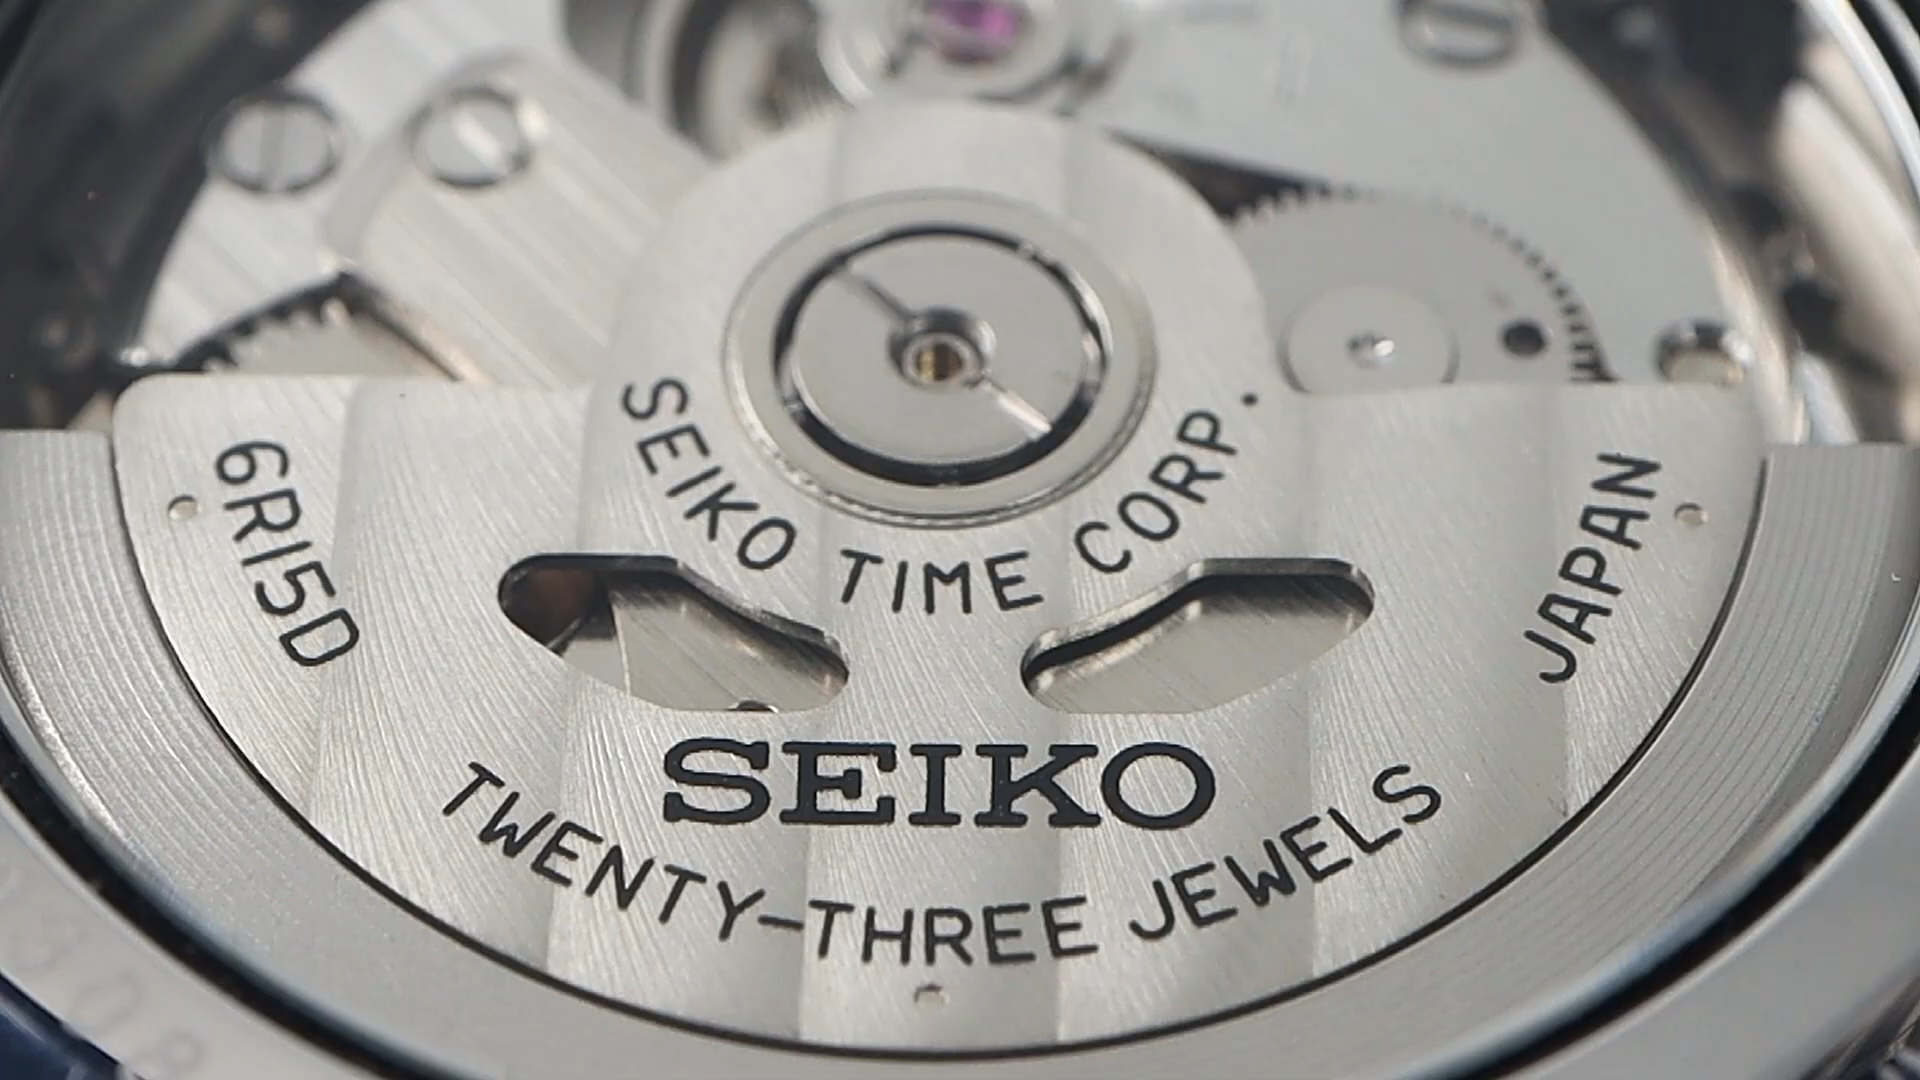 SEIKO TIME CORP.
6R15D
JAPAN
SEIKO
TWENTY-THREE JEWELS